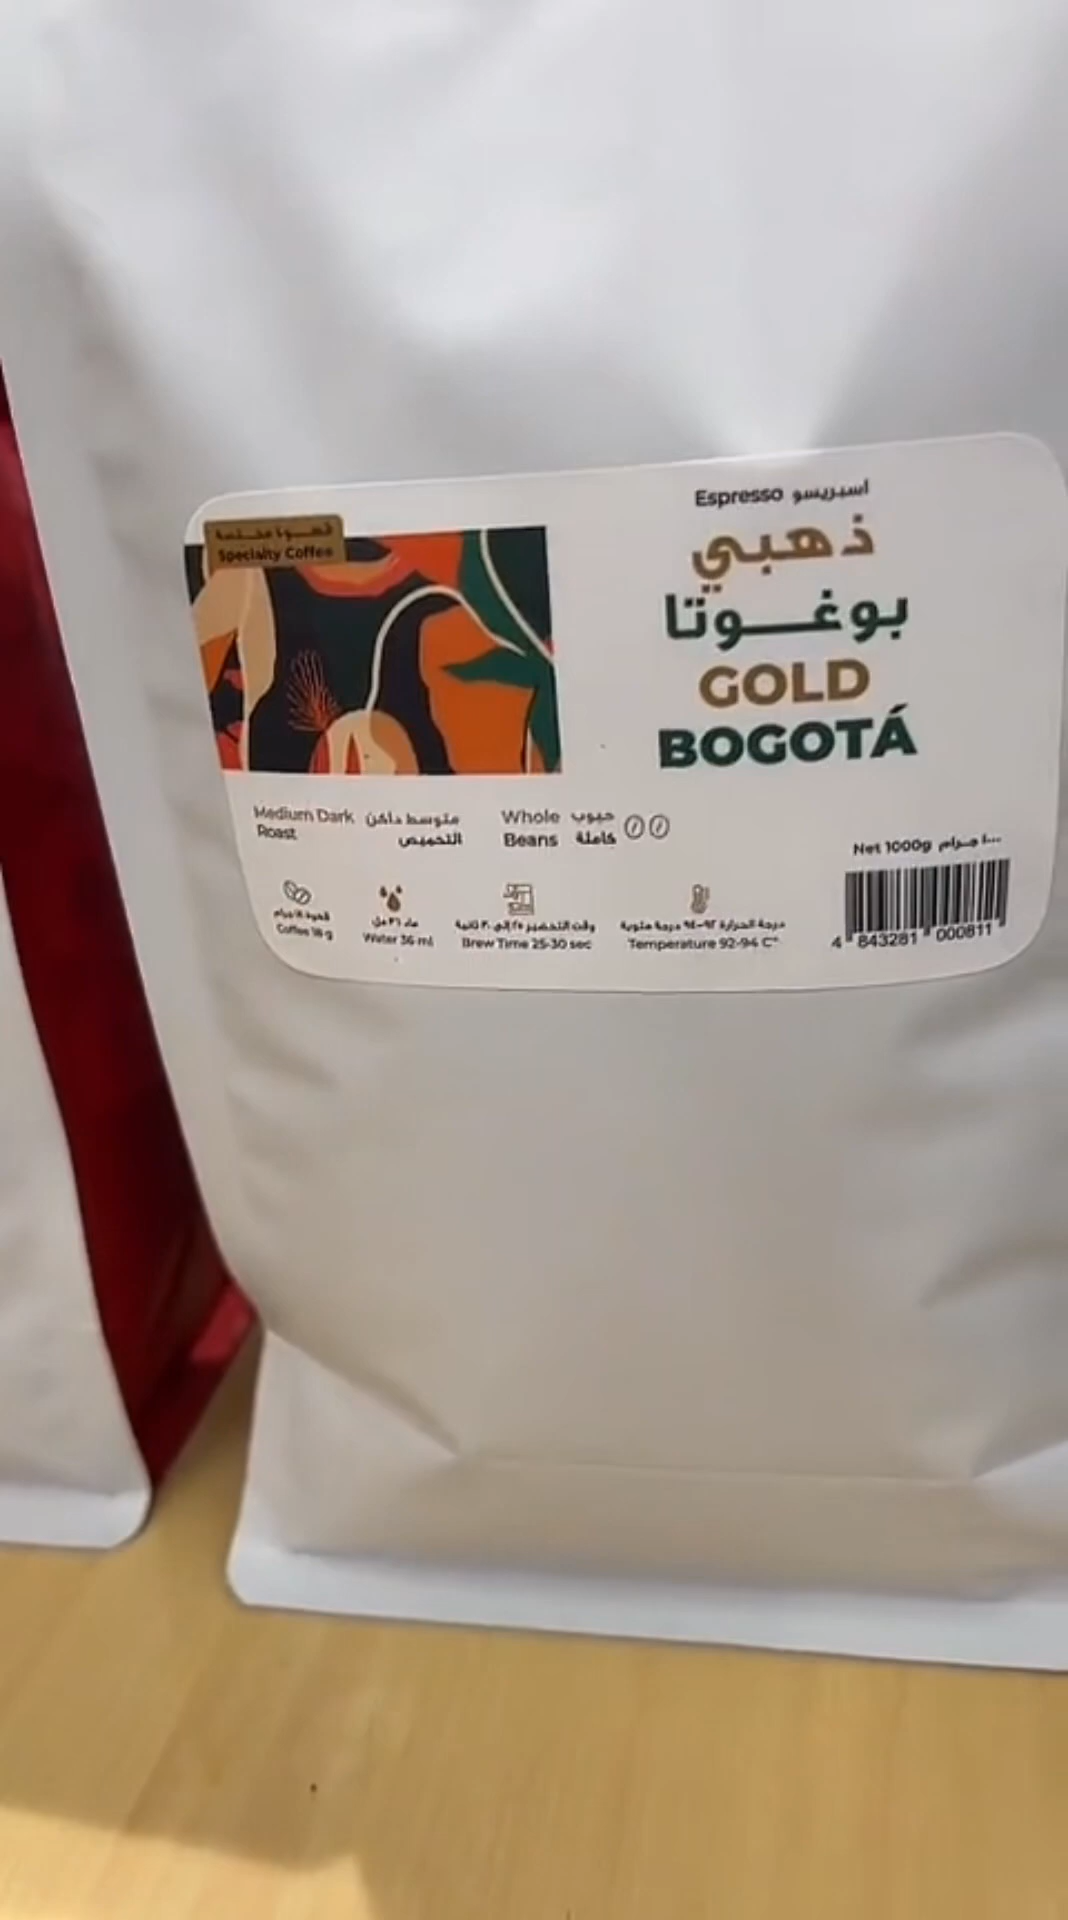 قهوة مختصة
Specialty Coffee
Espresso اسبريسو
ذهبي
بوغوتا
GOLD
BOGOTÁ
Medium Dark Roast
متوسط داكن التحميص
Whole Beans
حبوب كاملة
Net 1000g ١٠٠٠ جرام
قهوة ١٨ جرام
Coffee 18 g
ماء ٣٦ مل
Water 36 ml
وقت التحضير ٢٥ إلى ٣٠ ثانية
Brew Time 25-30 sec
درجة الحرارة ٩٢-٩٤ درجة مئوية
Temperature 92-94 C°
4 843281 000811